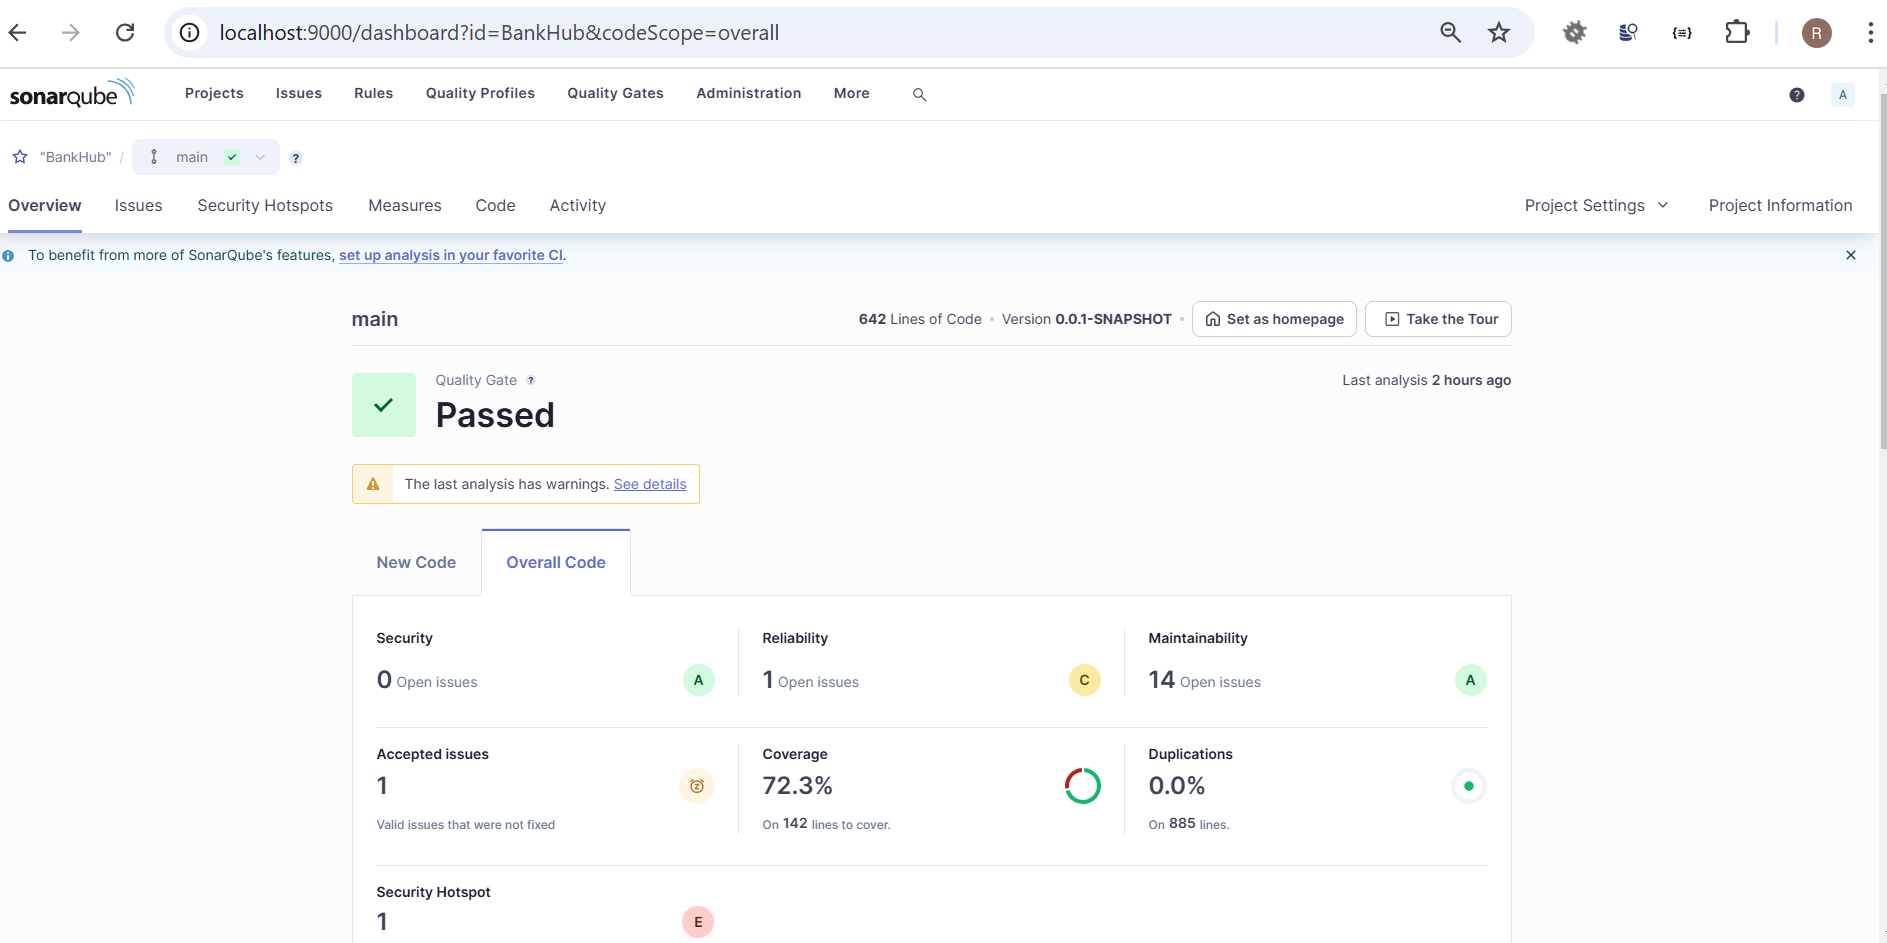 localhost:9000/dashboard?id=BankHub&codeScope=overall
R
sonarqube Projects Issues Rules Quality Profiles Quality Gates Administration More ? A
"BankHub" / main ?
Overview Issues Security Hotspots Measures Code Activity Project Settings Project Information
To benefit from more of SonarQube's features, set up analysis in your favorite CI.
main 642 Lines of Code • Version 0.0.1-SNAPSHOT • Set as homepage Take the Tour
Quality Gate ? Last analysis 2 hours ago
Passed
The last analysis has warnings. See details
New Code Overall Code
Security Reliability Maintainability
0 Open issues A 1 Open issues C 14 Open issues A
Accepted issues Coverage Duplications
1 72.3% 0.0%
Valid issues that were not fixed On 142 lines to cover. On 885 lines.
Security Hotspot
1 E